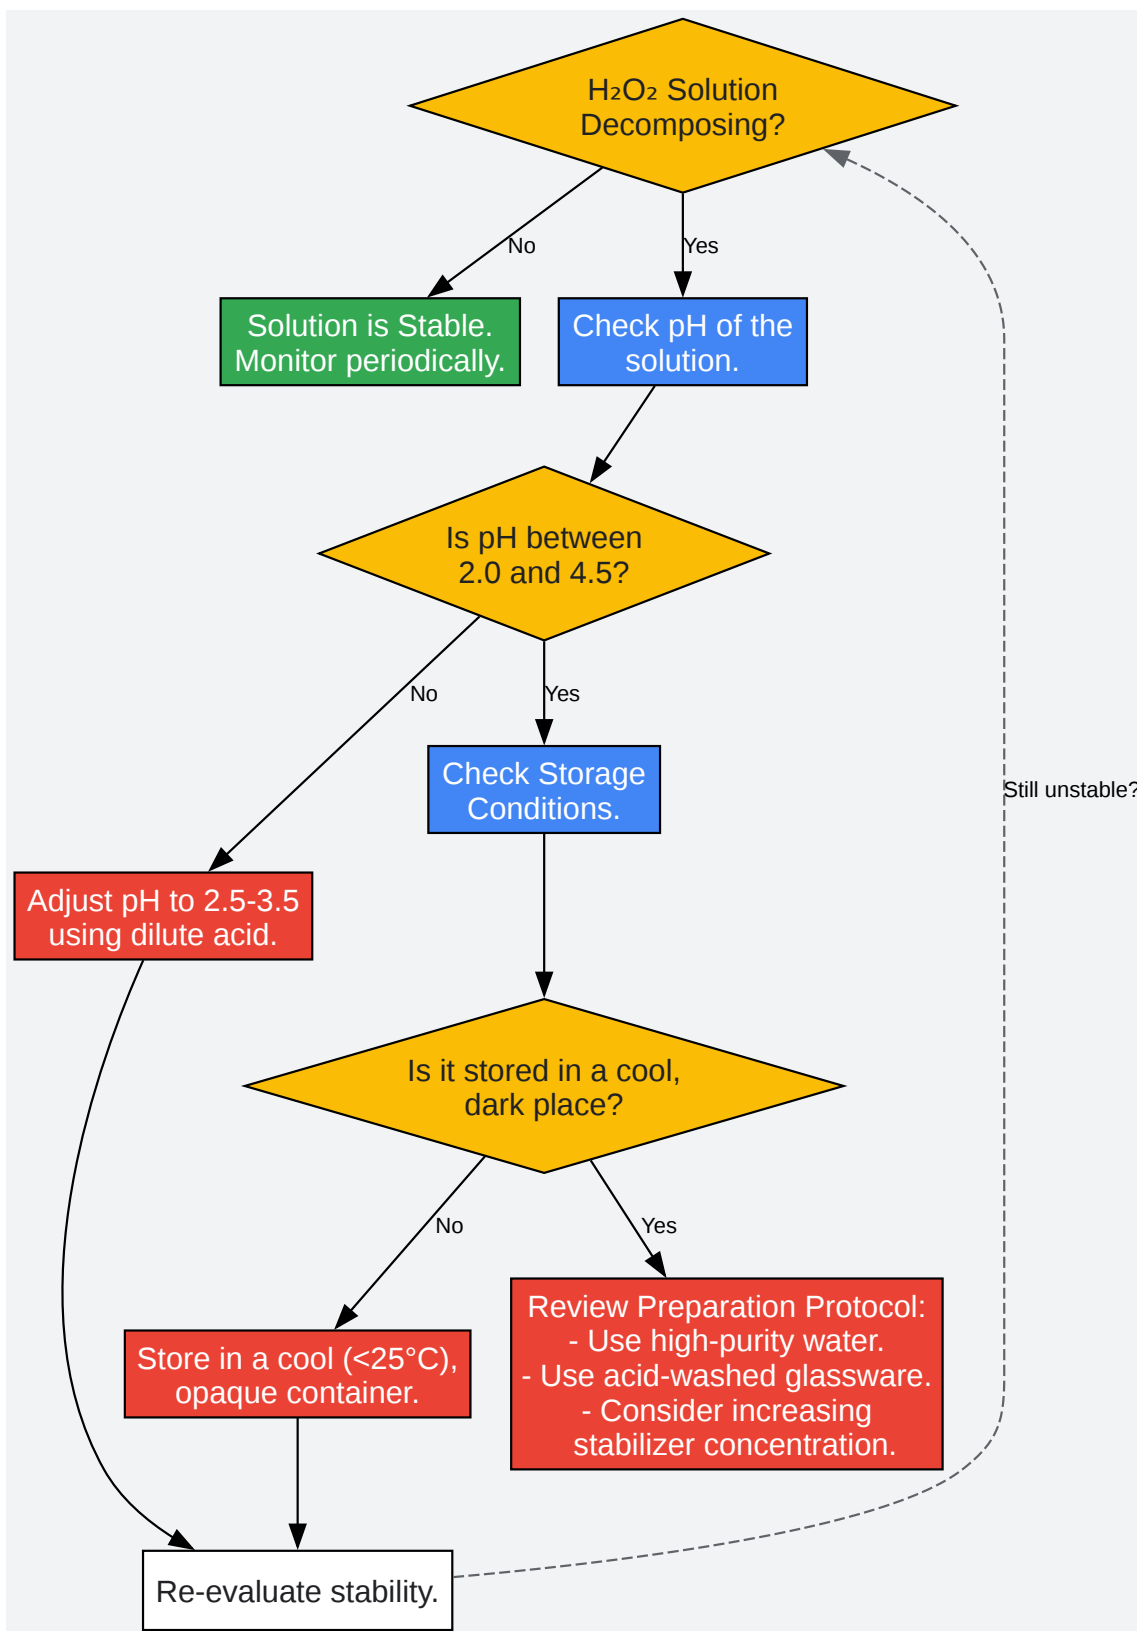 H₂O₂ Solution
Decomposing?
No
Yes
Solution is Stable.
Monitor periodically.
Check pH of the
solution.
Is pH between
2.0 and 4.5?
No
Yes
Check Storage
Conditions.
Still unstable?
Adjust pH to 2.5-3.5
using dilute acid.
Is it stored in a cool,
dark place?
No
Yes
Store in a cool (<25°C),
opaque container.
Review Preparation Protocol:
- Use high-purity water.
- Use acid-washed glassware.
- Consider increasing
stabilizer concentration.
Re-evaluate stability.